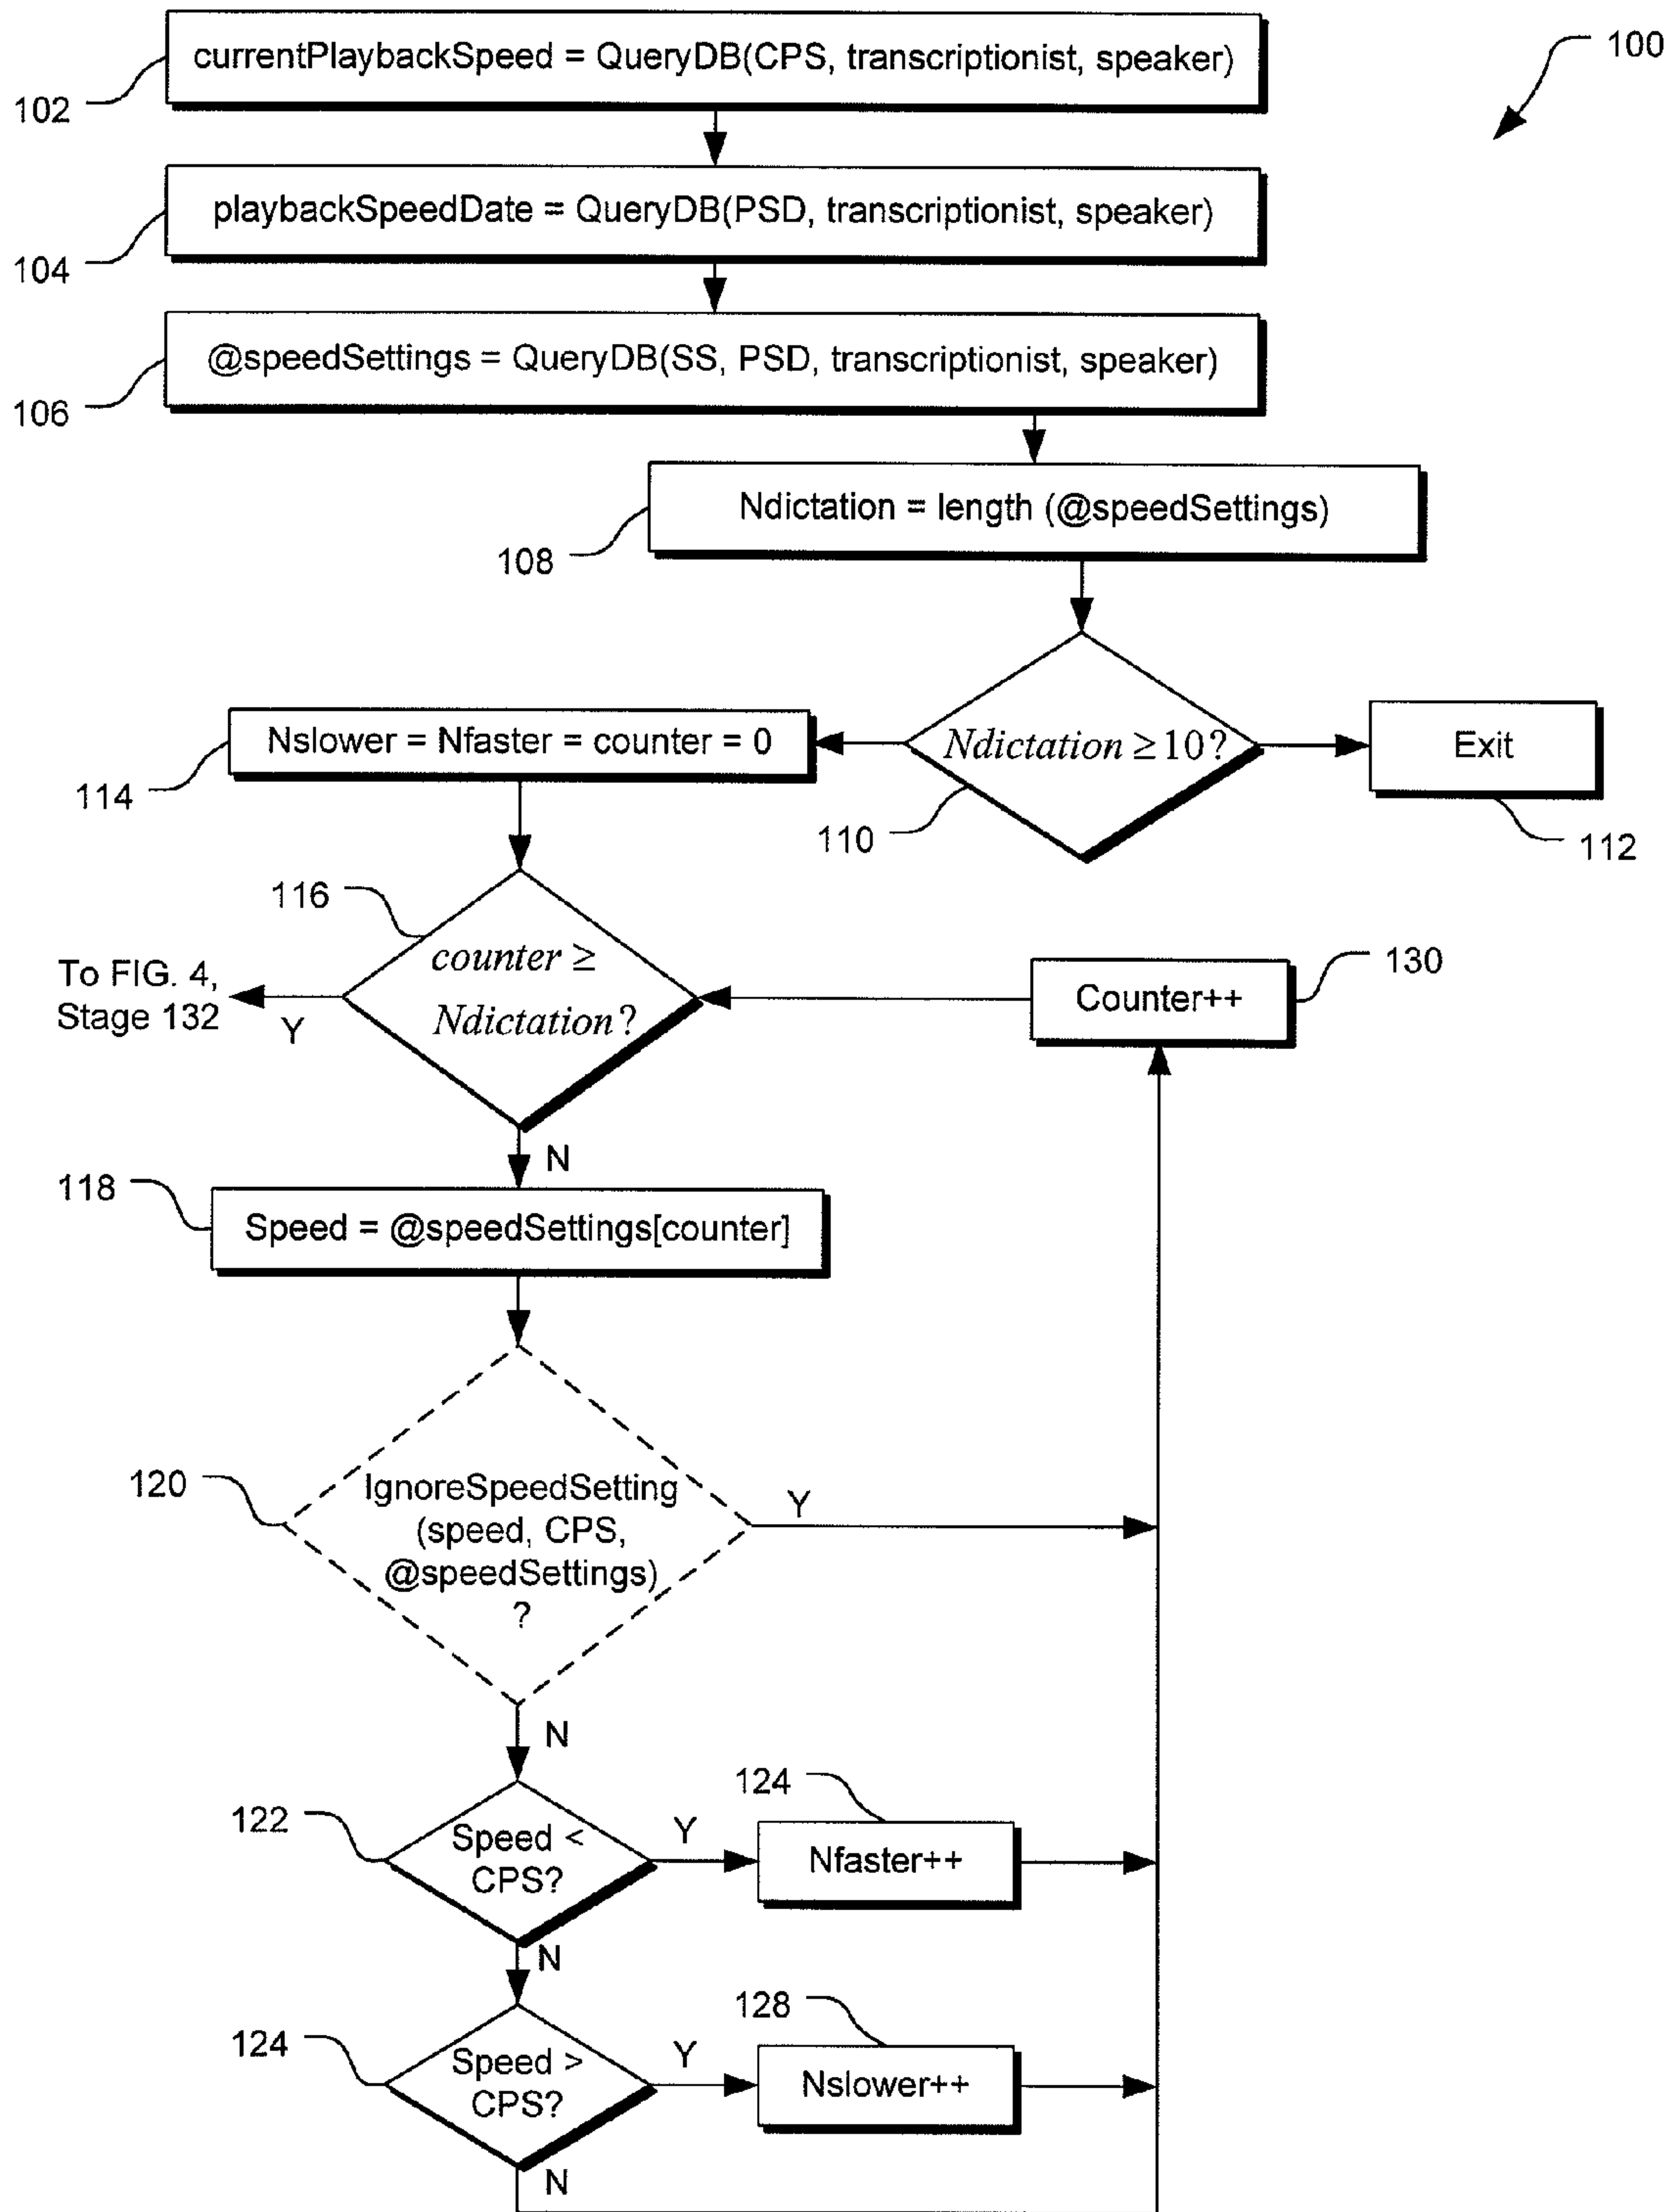 100
currentPlaybackSpeed = QueryDB(CPS, transcriptionist, speaker)
102
playbackSpeedDate = QueryDB(PSD, transcriptionist, speaker)
104
@speedSettings = QueryDB(SS, PSD, transcriptionist, speaker)
106
Ndictation = length (@speedSettings)
108
Nslower = Nfaster = counter = 0
114
Ndictation ≥ 10?
110
Exit
112
116
counter ≥
Ndictation?
To FIG. 4,
Stage 132
Y
Counter++
130
N
118
Speed = @speedSettings[counter]
120
IgnoreSpeedSetting
(speed, CPS,
@speedSettings)
?
Y
N
122
Speed <
CPS?
Y
124
Nfaster++
N
124
Speed >
CPS?
Y
128
Nslower++
N